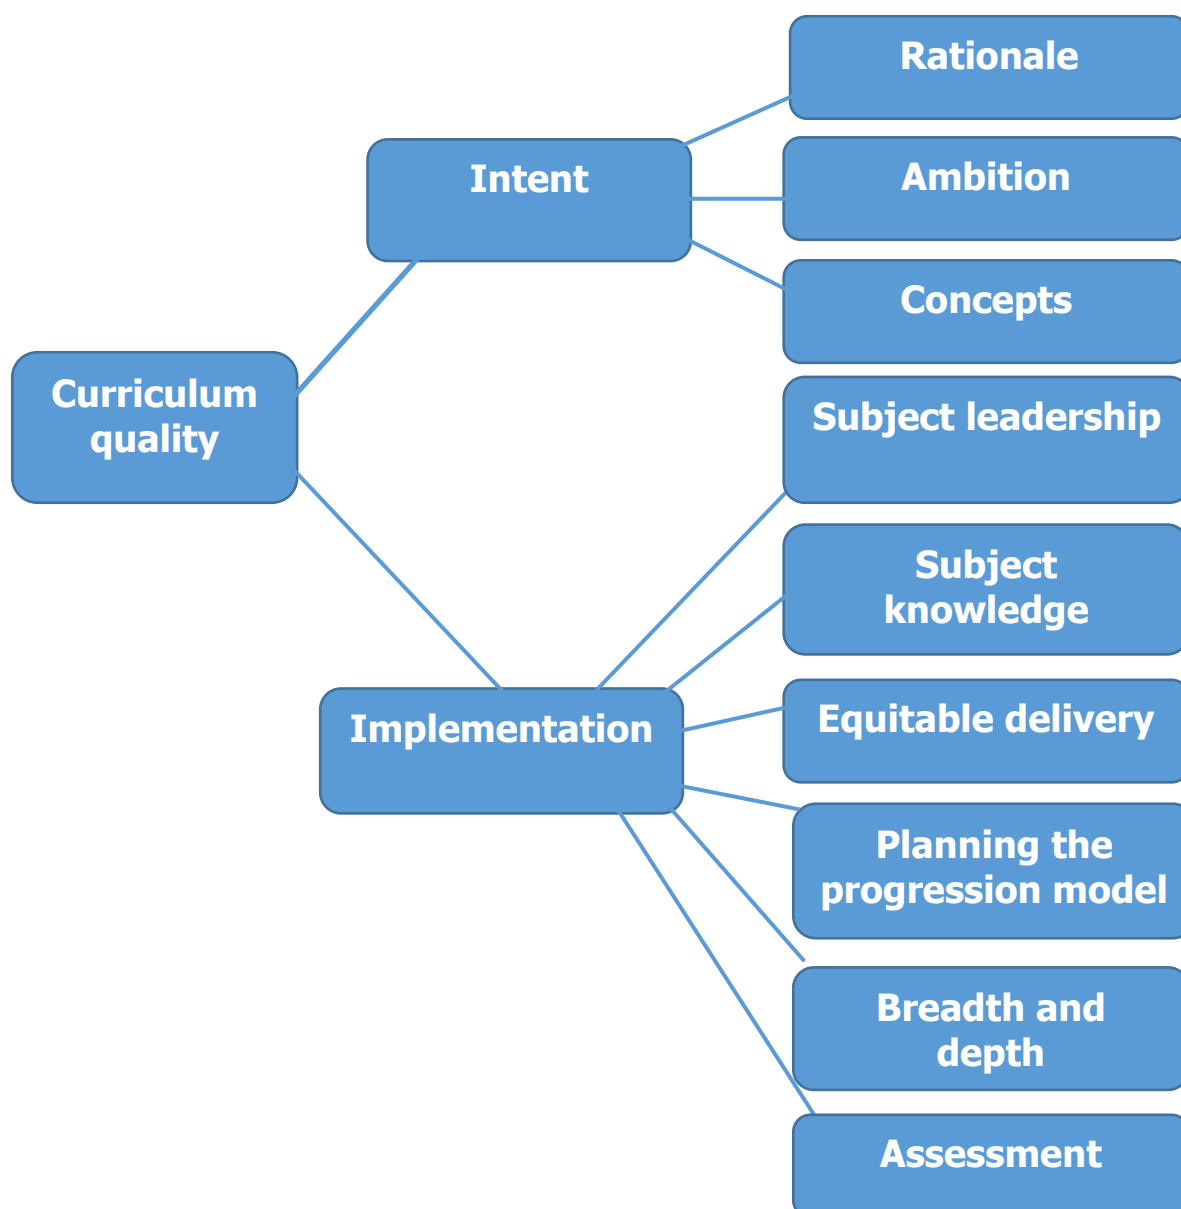 Rationale
Intent
Ambition
Concepts
Curriculum
quality
Subject leadership
Subject
knowledge
Implementation
Equitable delivery
Planning the
progression model
Breadth and
depth
Assessment